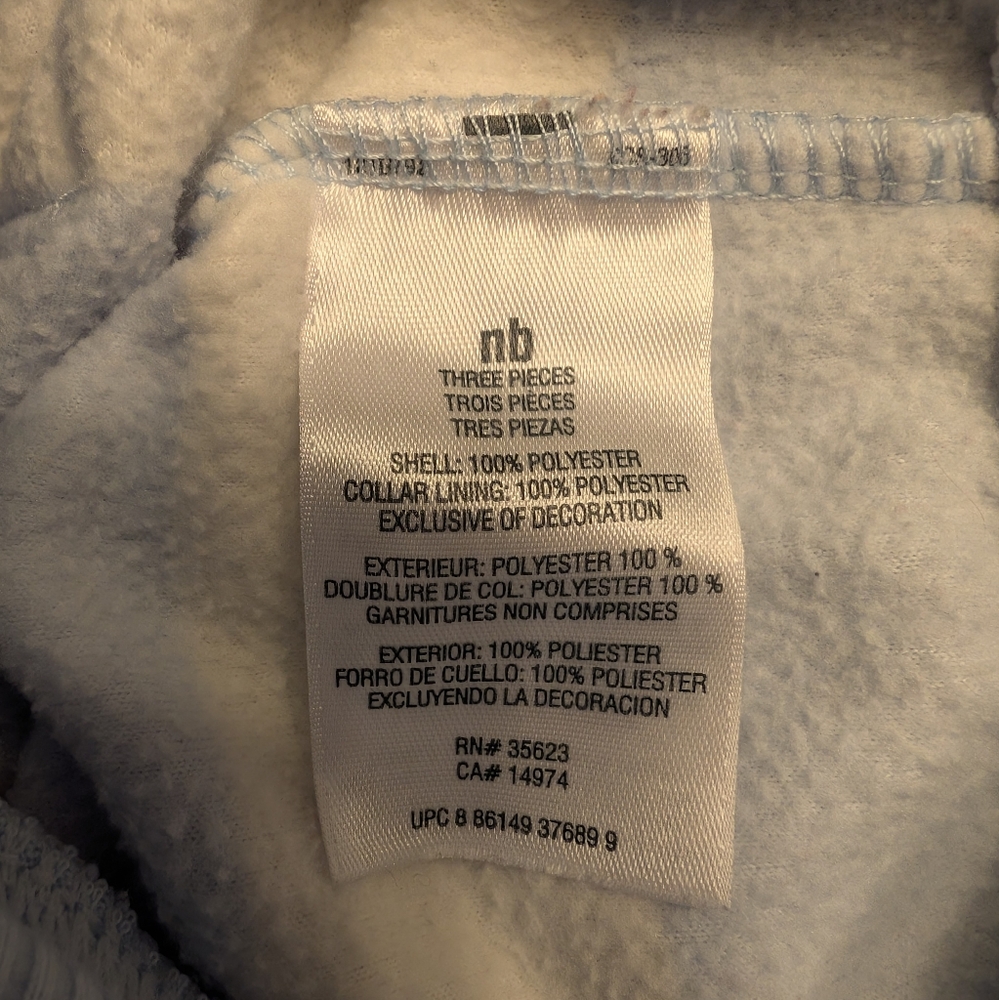 nb
THREE PIECES
TROIS PIÈCES
TRES PIEZAS
SHELL: 100% POLYESTER
COLLAR LINING: 100% POLYESTER
EXCLUSIVE OF DECORATION
EXTERIEUR: POLYESTER 100 %
DOUBLURE DE COL: POLYESTER 100 %
GARNITURES NON COMPRISES
EXTERIOR: 100% POLIESTER
FORRO DE CUELLO: 100% POLIESTER
EXCLUYENDO LA DECORACION
RN# 35623
CA# 14974
UPC 8 86149 37689 9